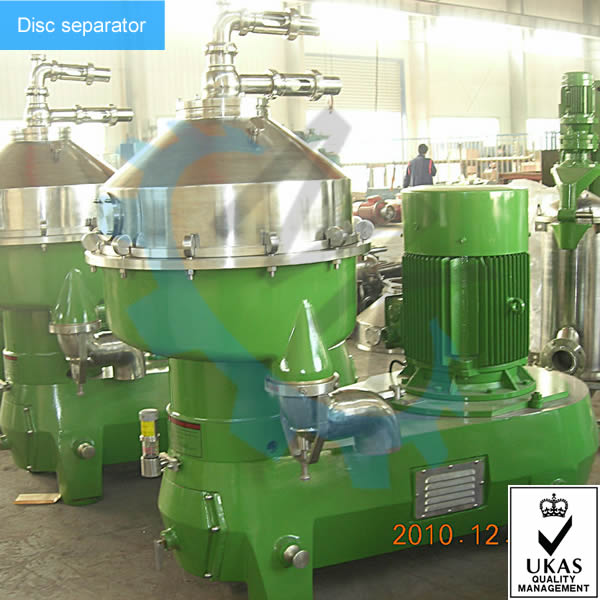 Disc separator
2010.12.
UKAS
QUALITY
MANAGEMENT